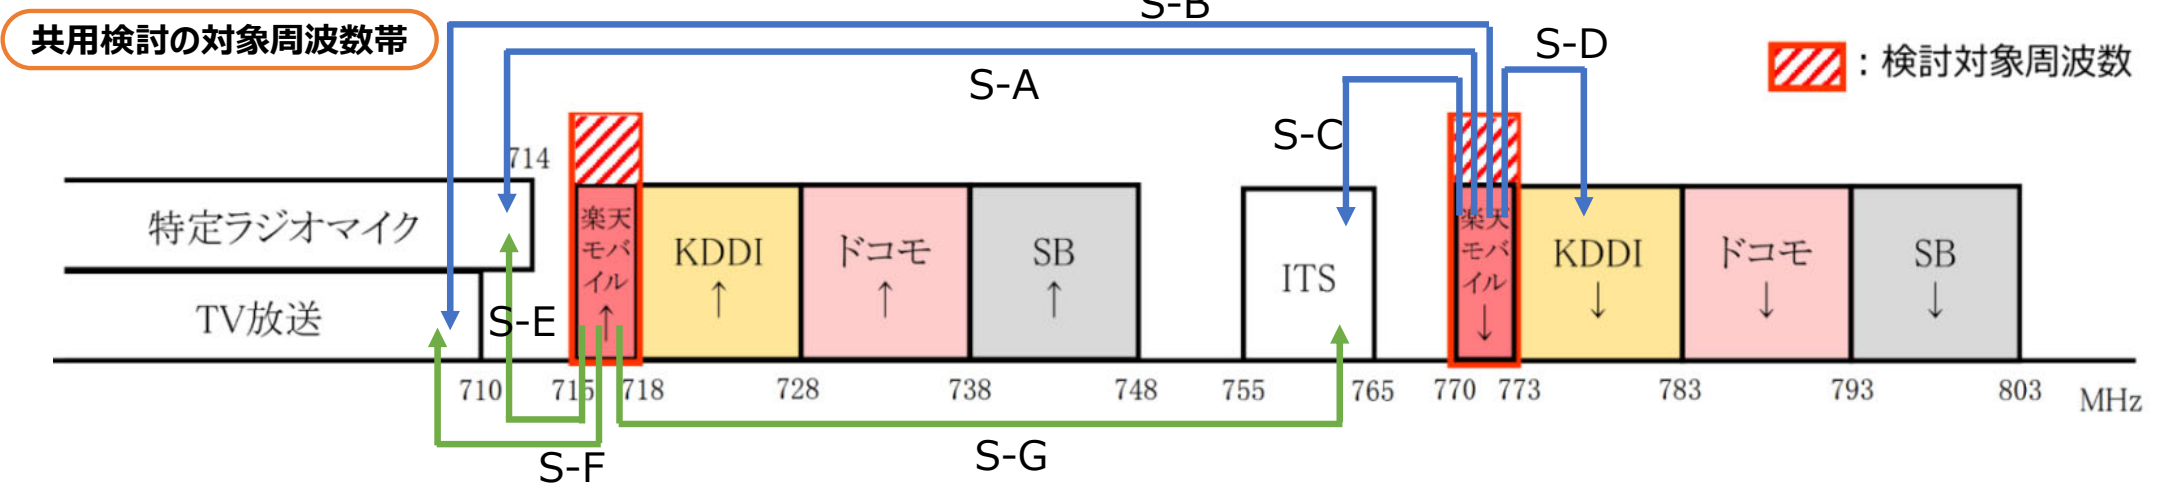 S-B
共用検討の対象周波数帯
S-D
:検討対象周波数
S-A
S-C
714
特定ラジオマイク
楽天
モバ
イル
↑
KDDI
↑
ドコモ
↑
SB
↑
ITS
楽天
モバ
イル
↓
KDDI
↓
ドコモ
↓
SB
↓
TV放送
S-E
710
715
718
728
738
748
755
765
770
773
783
793
803
MHz
S-F
S-G